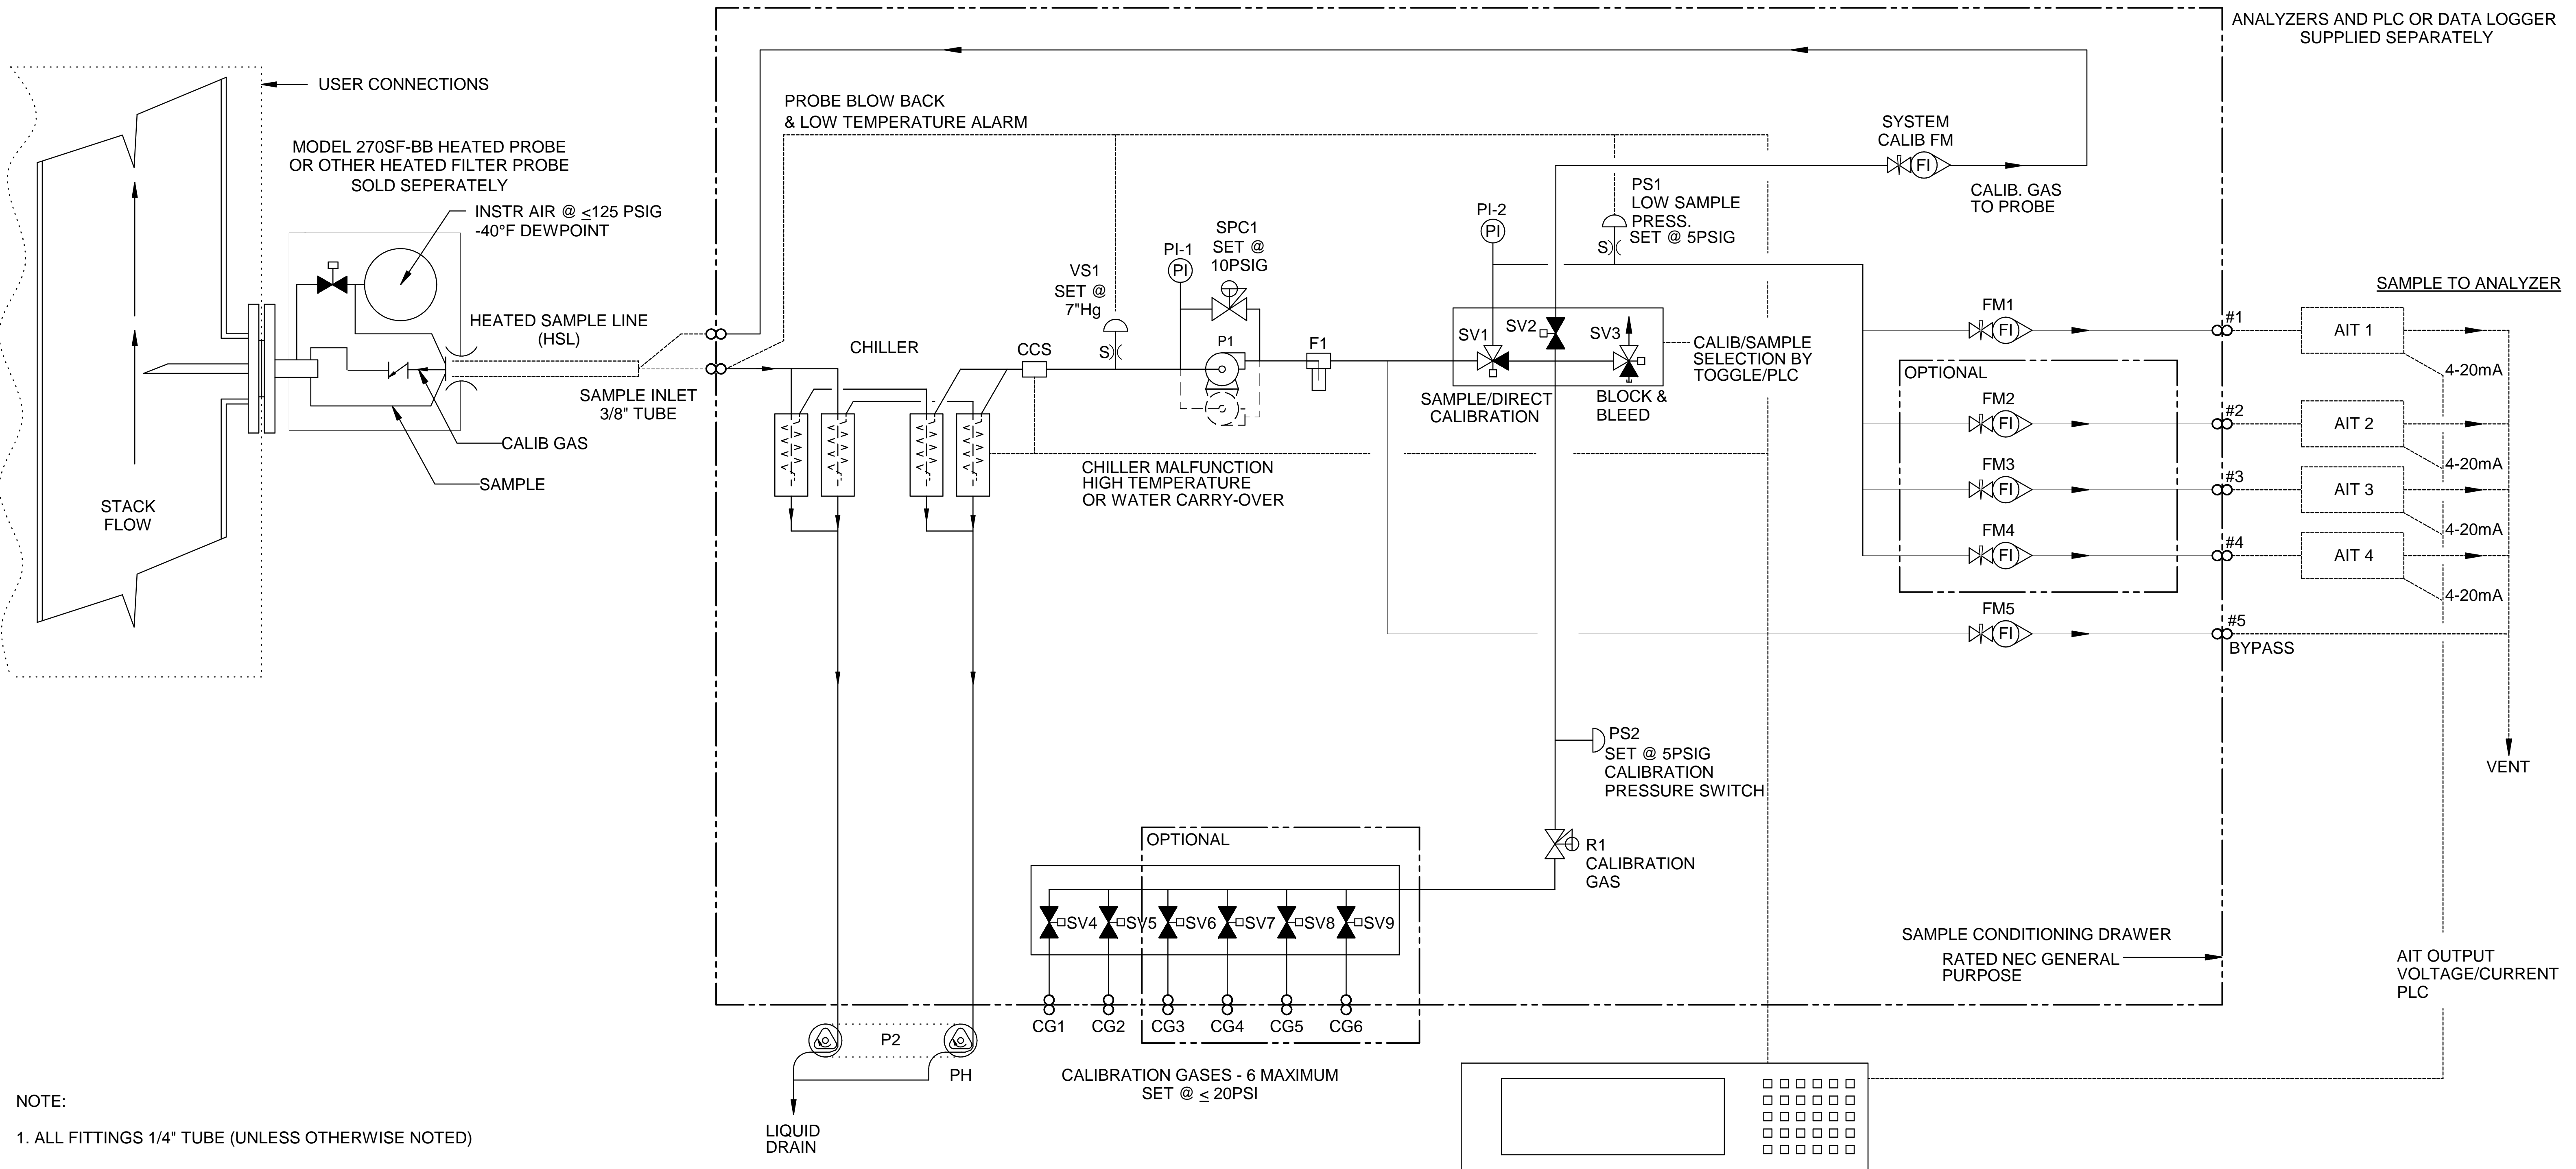 ANALYZERS AND PLC OR DATA LOGGER
SUPPLIED SEPARATELY
USER CONNECTIONS
MODEL 270SF-BB HEATED PROBE
OR OTHER HEATED FILTER PROBE
SOLD SEPERATELY
INSTR AIR @ ≤125 PSIG
-40°F DEWPOINT
HEATED SAMPLE LINE
(HSL)
SAMPLE INLET
3/8" TUBE
CALIB GAS
SAMPLE
STACK
FLOW
PROBE BLOW BACK
& LOW TEMPERATURE ALARM
CHILLER
CCS
VS1
SET @
7"Hg
S
PI-1
PI
SPC1
SET @
10PSIG
P1
F1
CHILLER MALFUNCTION
HIGH TEMPERATURE
OR WATER CARRY-OVER
PI-2
PI
SV1
SV2
SV3
SAMPLE/DIRECT
CALIBRATION
BLOCK &
BLEED
PS1
LOW SAMPLE
PRESS.
SET @ 5PSIG
S
CALIB/SAMPLE
SELECTION BY
TOGGLE/PLC
SYSTEM
CALIB FM
FI
CALIB. GAS
TO PROBE
SAMPLE TO ANALYZER
FM1
FI
#1
AIT 1
4-20mA
OPTIONAL
FM2
FI
#2
AIT 2
4-20mA
FM3
FI
#3
AIT 3
4-20mA
FM4
FI
#4
AIT 4
4-20mA
FM5
FI
#5
BYPASS
VENT
PS2
SET @ 5PSIG
CALIBRATION
PRESSURE SWITCH
R1
CALIBRATION
GAS
OPTIONAL
SV4
SV5
SV6
SV7
SV8
SV9
CG1
CG2
CG3
CG4
CG5
CG6
CALIBRATION GASES - 6 MAXIMUM
SET @ ≤ 20PSI
SAMPLE CONDITIONING DRAWER
RATED NEC GENERAL
PURPOSE
AIT OUTPUT
VOLTAGE/CURRENT
PLC
P2
PH
LIQUID
DRAIN
NOTE:
1. ALL FITTINGS 1/4" TUBE (UNLESS OTHERWISE NOTED)